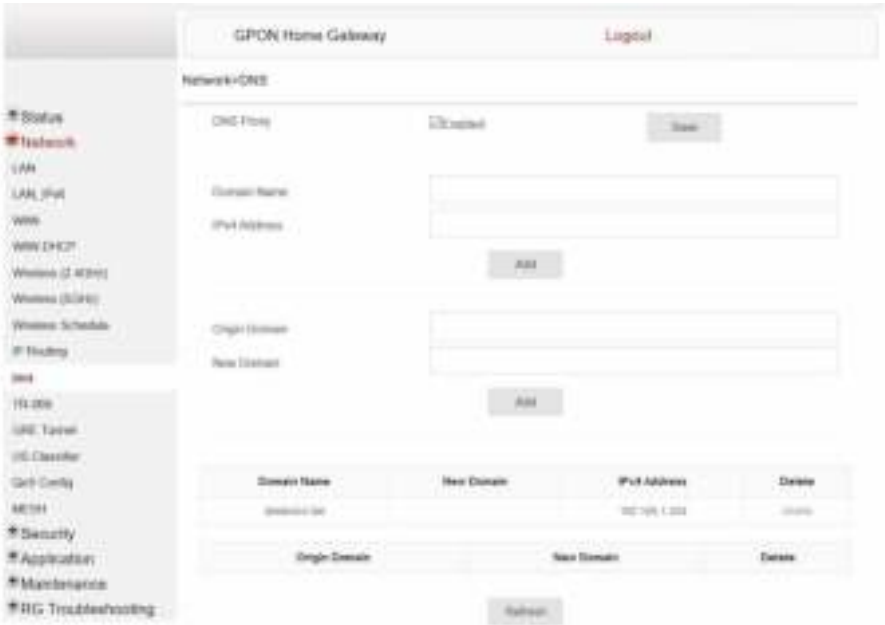 GPON Home Gateway
Logout
Network>DNS
Status
Network
LAN
LAN_IPv6
WAN
WAN DHCP
Wireless (2.4GHz)
Wireless (5GHz)
Wireless Schedule
IP Routing
DNS
TR-069
GRE Tunnel
US Classifier
QoS Config
MESH
Security
Application
Maintenance
RG Troubleshooting
DNS Proxy
Enabled
Save
Domain Name
IPv4 Address
Add
Origin Domain
New Domain
Add
Domain Name New Domain IPv4 Address Delete
Delete
Origin Domain New Domain Delete
Refresh